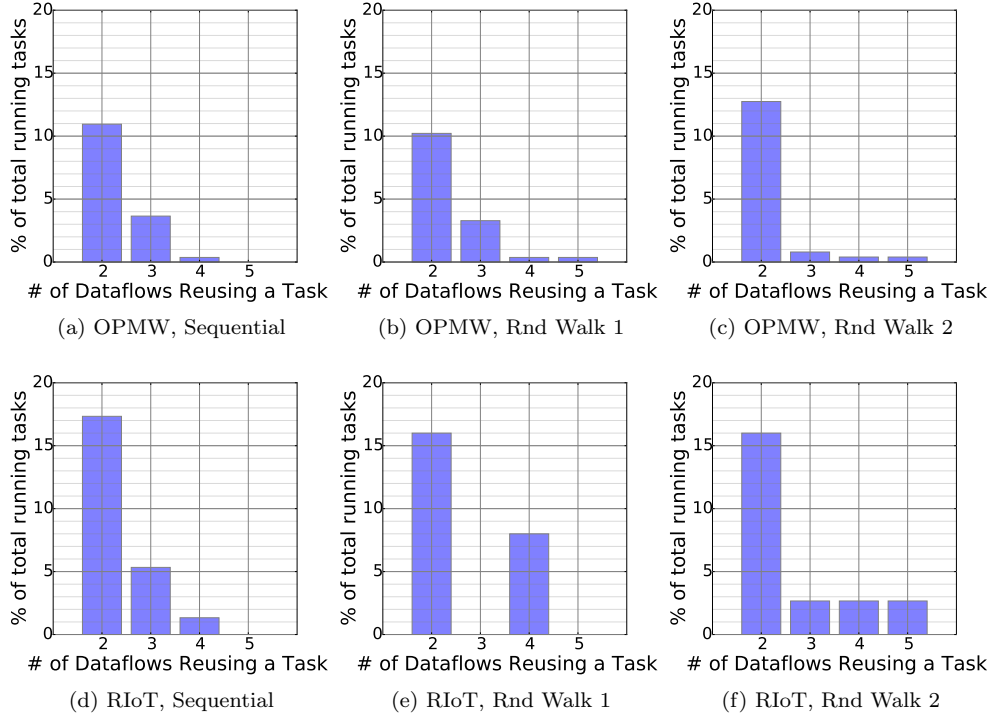 20
15
10
5
0
% of total running tasks
2 3 4 5
# of Dataflows Reusing a Task
(a) OPMW, Sequential
20
15
10
5
0
% of total running tasks
2 3 4 5
# of Dataflows Reusing a Task
(b) OPMW, Rnd Walk 1
20
15
10
5
0
% of total running tasks
2 3 4 5
# of Dataflows Reusing a Task
(c) OPMW, Rnd Walk 2
20
15
10
5
0
% of total running tasks
2 3 4 5
# of Dataflows Reusing a Task
(d) RIoT, Sequential
20
15
10
5
0
% of total running tasks
2 3 4 5
# of Dataflows Reusing a Task
(e) RIoT, Rnd Walk 1
20
15
10
5
0
% of total running tasks
2 3 4 5
# of Dataflows Reusing a Task
(f) RIoT, Rnd Walk 2